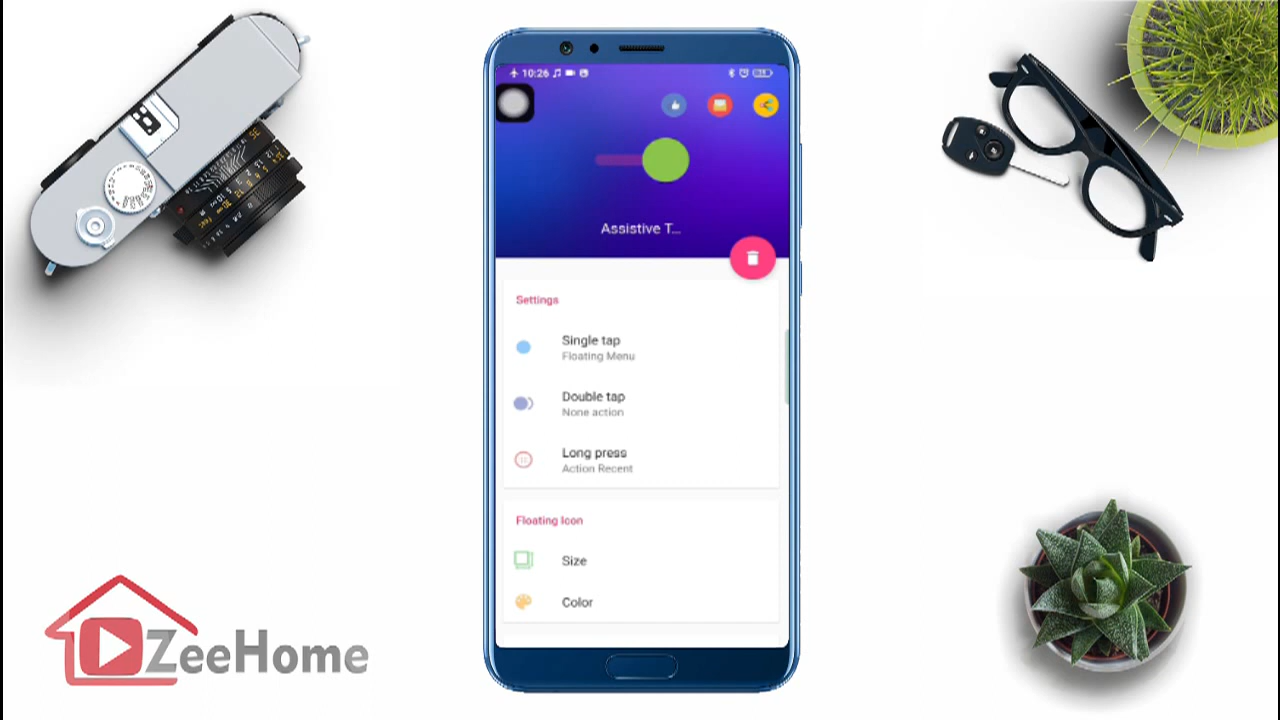 10:26
Assistive T...
Settings
Single tap
Floating Menu
Double tap
None action
Long press
Action Recent
Floating Icon
Size
Color
ZeeHome